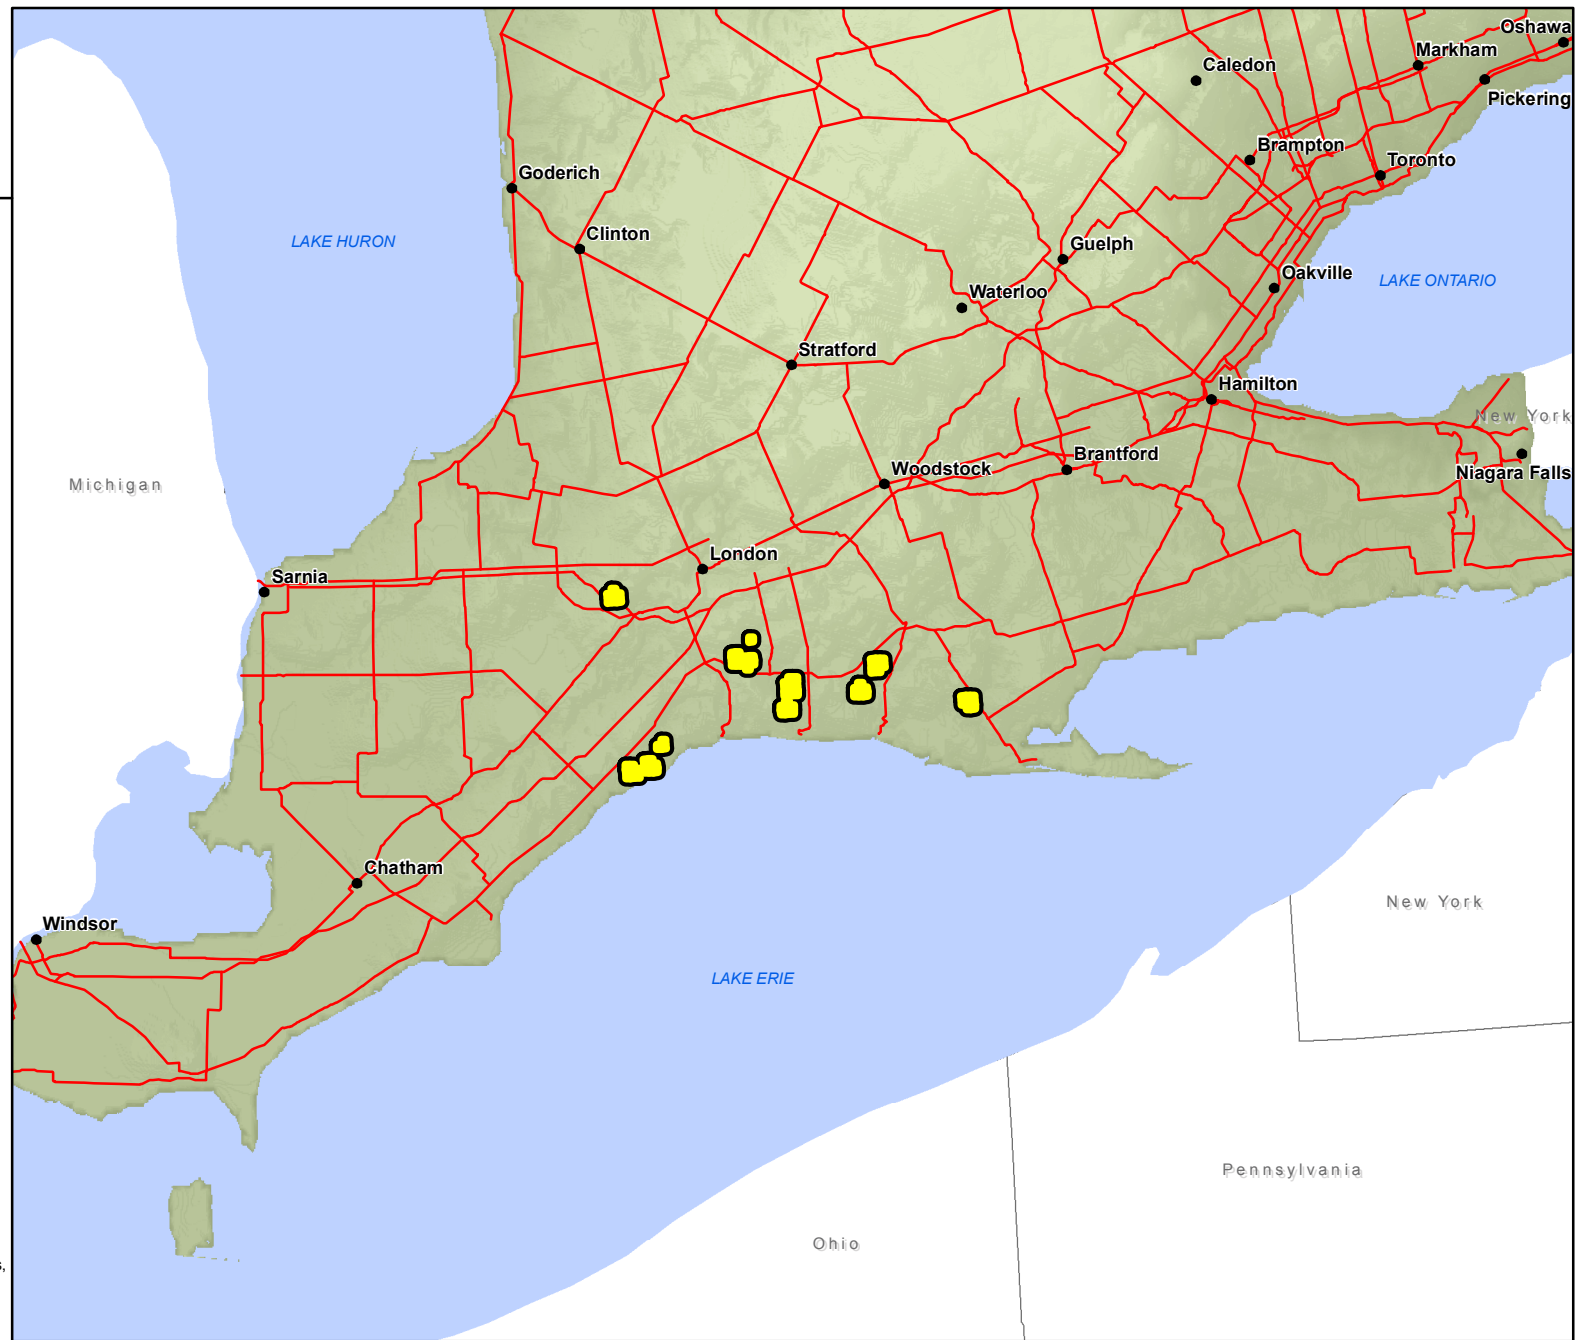 Oshawa
Markham
Caledon
Pickering
Brampton
Toronto
Goderich
Clinton
LAKE HURON
Guelph
Oakville
LAKE ONTARIO
Waterloo
Stratford
Hamilton
New York
Brantford
Woodstock
Niagara Falls
Michigan
London
Sarnia
Chatham
New York
Windsor
LAKE ERIE
Pennsylvania
Ohio
s,